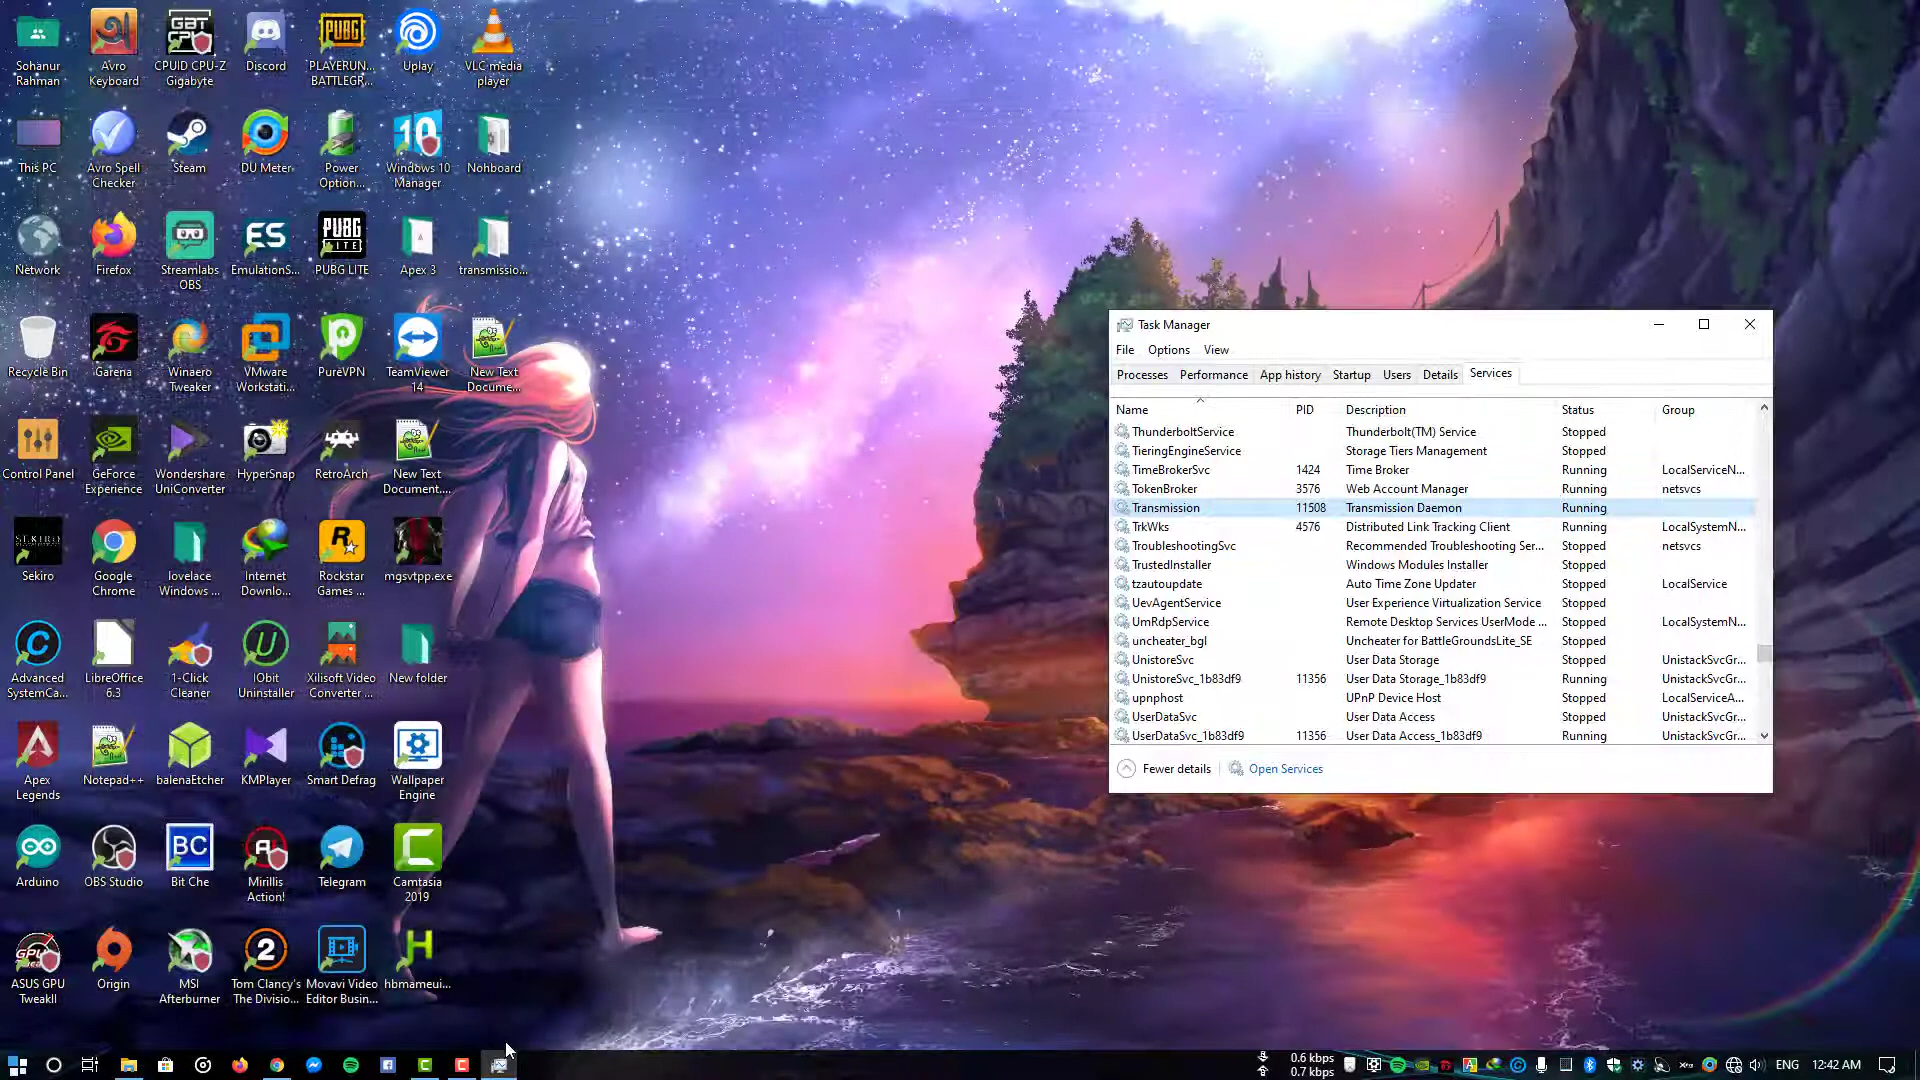 Sohanur Rahman
Avro Keyboard
CPUID CPU-Z Gigabyte
Discord
PLAYERUN... BATTLEGR...
Uplay
VLC media player
This PC
Avro Spell Checker
Steam
DU Meter
Power Option...
Windows 10 Manager
Nohboard
Network
Firefox
Streamlabs OBS
EmulationS...
PUBG LITE
Apex 3
transmissio...
Recycle Bin
Garena
Winaero Tweaker
VMware Workstati...
PureVPN
TeamViewer 14
New Text Docume...
Control Panel
GeForce Experience
Wondershare UniConverter
HyperSnap
RetroArch
New Text Document....
Sekiro
Google Chrome
lovelace Windows ...
Internet Downlo...
Rockstar Games ...
mgsvtpp.exe
Advanced SystemCa...
LibreOffice 6.3
1-Click Cleaner
IObit Uninstaller
Xilisoft Video Converter ...
New folder
Apex Legends
Notepad++
balenaEtcher
KMPlayer
Smart Defrag
Wallpaper Engine
Arduino
OBS Studio
Bit Che
Mirillis Action!
Telegram
Camtasia 2019
ASUS GPU TweakII
Origin
MSI Afterburner
Tom Clancy's The Divisio...
Movavi Video Editor Busin...
hbmameui...
Task Manager
File Options View
Processes Performance App history Startup Users Details Services
Name PID Description Status Group
ThunderboltService Thunderbolt(TM) Service Stopped
TieringEngineService Storage Tiers Management Stopped
TimeBrokerSvc 1424 Time Broker Running LocalServiceN...
TokenBroker 3576 Web Account Manager Running netsvcs
Transmission 11508 Transmission Daemon Running
TrkWks 4576 Distributed Link Tracking Client Running LocalSystemN...
TroubleshootingSvc Recommended Troubleshooting Ser... Stopped netsvcs
TrustedInstaller Windows Modules Installer Stopped
tzautoupdate Auto Time Zone Updater Stopped LocalService
UevAgentService User Experience Virtualization Service Stopped
UmRdpService Remote Desktop Services UserMode ... Stopped LocalSystemN...
uncheater_bgl Uncheater for BattleGroundsLite_SE Stopped
UnistoreSvc User Data Storage Stopped UnistackSvcGr...
UnistoreSvc_1b83df9 11356 User Data Storage_1b83df9 Running UnistackSvcGr...
upnphost UPnP Device Host Stopped LocalServiceA...
UserDataSvc User Data Access Stopped UnistackSvcGr...
UserDataSvc_1b83df9 11356 User Data Access_1b83df9 Running UnistackSvcGr...
Fewer details Open Services
0.6 kbps
0.7 kbps
ENG 12:42 AM